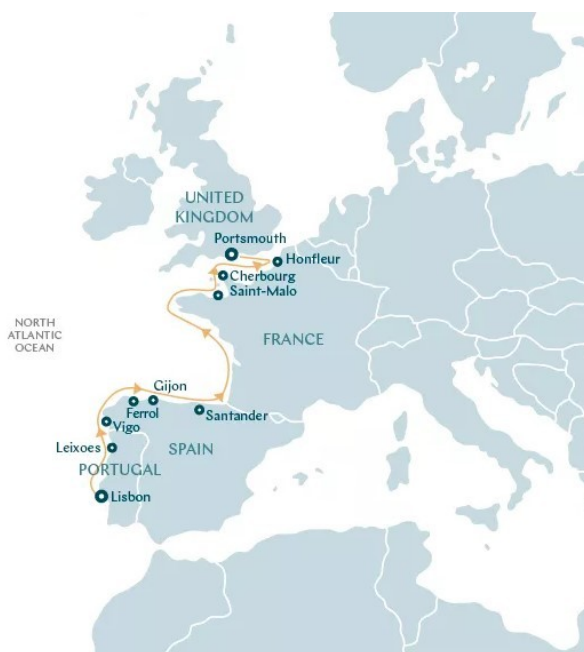 UNITED
KINGDOM
Portsmouth
Honfleur
Cherbourg
Saint-Malo
NORTH
ATLANTIC
OCEAN
FRANCE
Gijon
Ferrol
Santander
Vigo
Leixoes
SPAIN
PORTUGAL
Lisbon